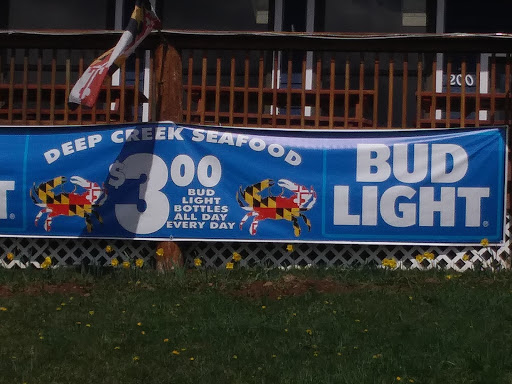 200
DEEP CREEK SEAFOOD
$3.00
BUD
LIGHT
BOTTLES
ALL DAY
EVERY DAY
T
BUD
LIGHT